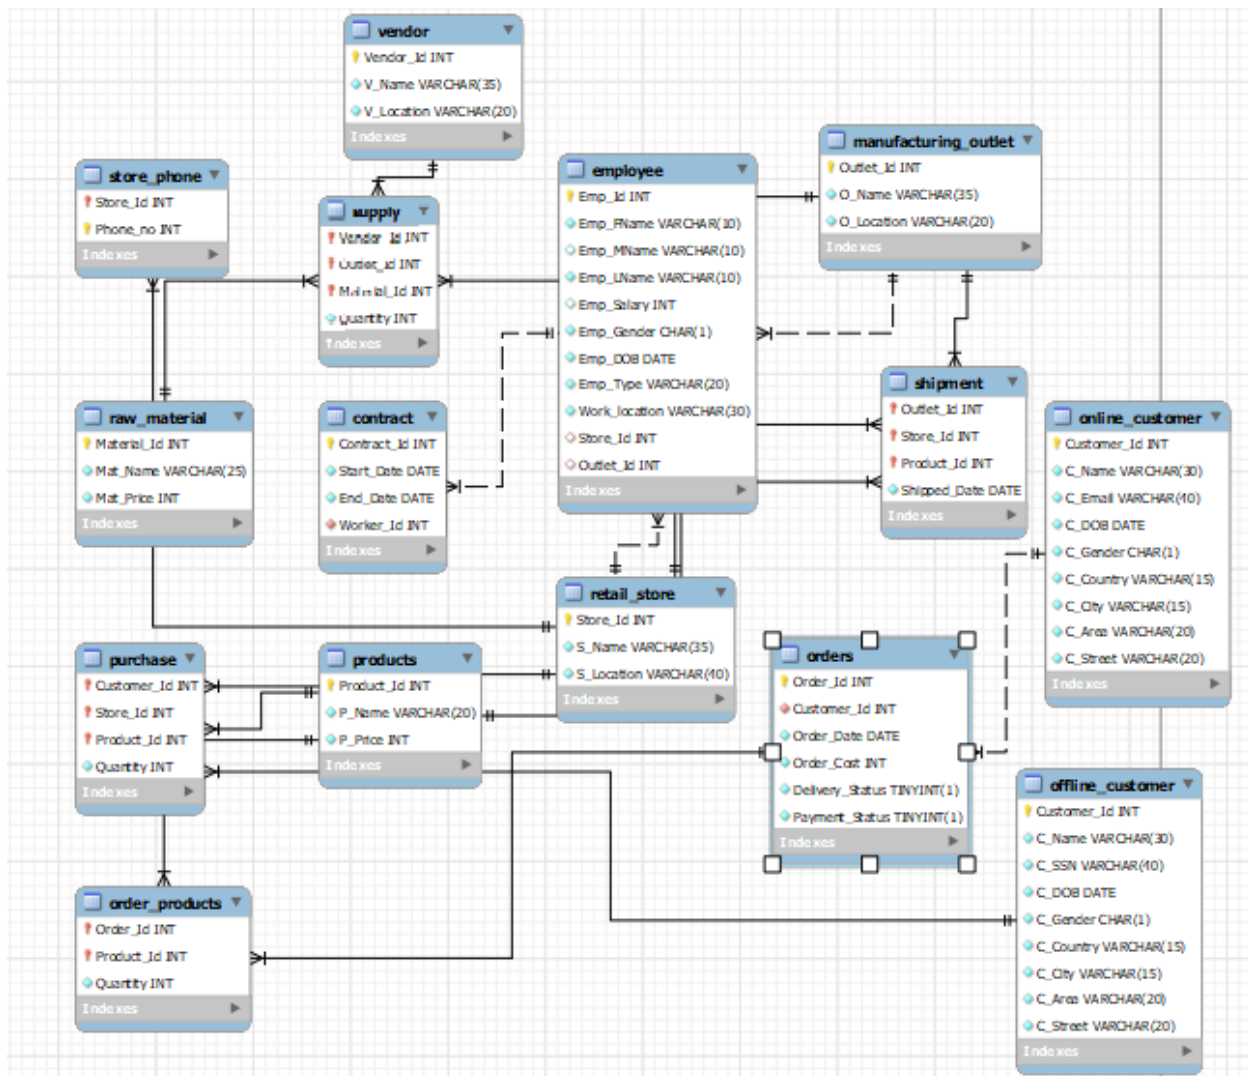 vendor
Vendor_Id INT
V_Name VARCHAR(35)
V_Location VARCHAR(20)
Indexes
store_phone
Store_Id INT
Phone_no INT
Indexes
supply
Vendor_Id INT
Outlet_Id INT
Material_Id INT
Quantity INT
Indexes
employee
Emp_Id INT
Emp_FName VARCHAR(10)
Emp_MName VARCHAR(10)
Emp_LName VARCHAR(10)
Emp_Salary INT
Emp_Gender CHAR(1)
Emp_DOB DATE
Emp_Type VARCHAR(20)
Work_location VARCHAR(30)
Store_Id INT
Outlet_Id INT
Indexes
manufacturing_outlet
Outlet_Id INT
O_Name VARCHAR(35)
O_Location VARCHAR(20)
Indexes
raw_material
Material_Id INT
Mat_Name VARCHAR(25)
Mat_Price INT
Indexes
contract
Contract_Id INT
Start_Date DATE
End_Date DATE
Worker_Id INT
Indexes
shipment
Outlet_Id INT
Store_Id INT
Product_Id INT
Shipped_Date DATE
Indexes
online_customer
Customer_Id INT
C_Name VARCHAR(30)
C_Email VARCHAR(40)
C_DOB DATE
C_Gender CHAR(1)
C_Country VARCHAR(15)
C_City VARCHAR(15)
C_Area VARCHAR(20)
C_Street VARCHAR(20)
Indexes
retail_store
Store_Id INT
S_Name VARCHAR(35)
S_Location VARCHAR(40)
Indexes
purchase
Customer_Id INT
Store_Id INT
Product_Id INT
Quantity INT
Indexes
products
Product_Id INT
P_Name VARCHAR(20)
P_Price INT
Indexes
orders
Order_Id INT
Customer_Id INT
Order_Date DATE
Order_Cost INT
Delivery_Status TINYINT(1)
Payment_Status TINYINT(1)
Indexes
offline_customer
Customer_Id INT
C_Name VARCHAR(30)
C_SSN VARCHAR(40)
C_DOB DATE
C_Gender CHAR(1)
C_Country VARCHAR(15)
C_City VARCHAR(15)
C_Area VARCHAR(20)
C_Street VARCHAR(20)
Indexes
order_products
Order_Id INT
Product_Id INT
Quantity INT
Indexes